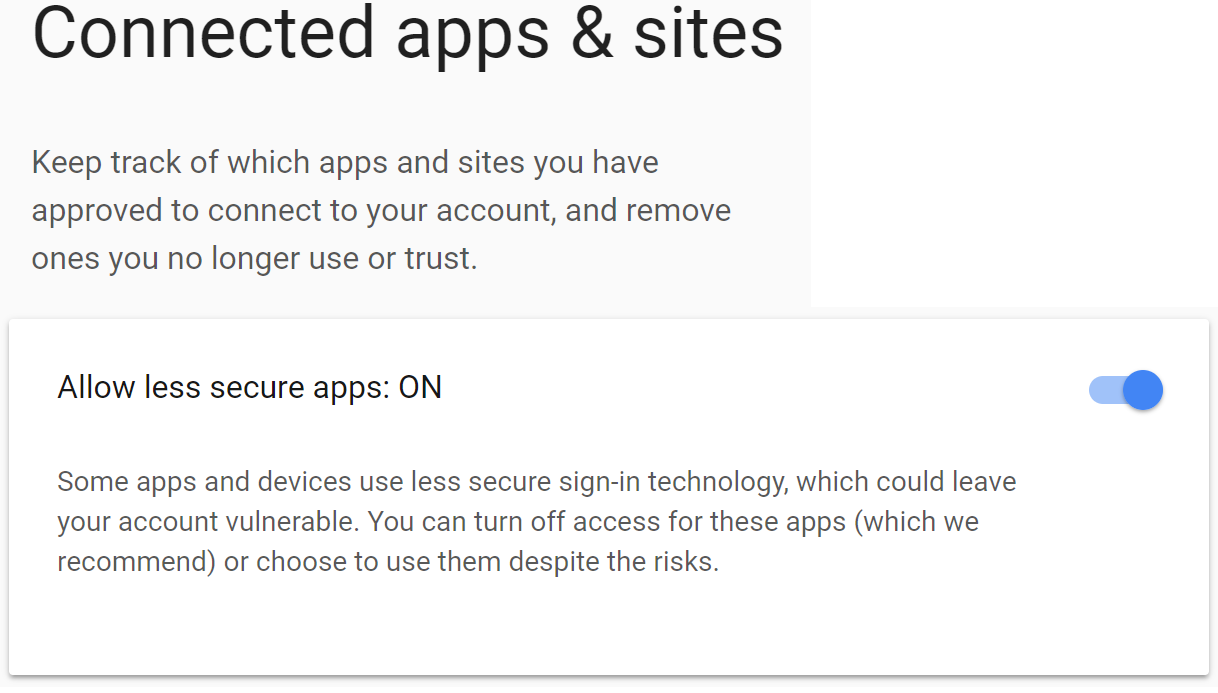 Connected apps & sites
Keep track of which apps and sites you have
approved to connect to your account, and remove
ones you no longer use or trust.
Allow less secure apps: ON
Some apps and devices use less secure sign-in technology, which could leave
your account vulnerable. You can turn off access for these apps (which we
recommend) or choose to use them despite the risks.